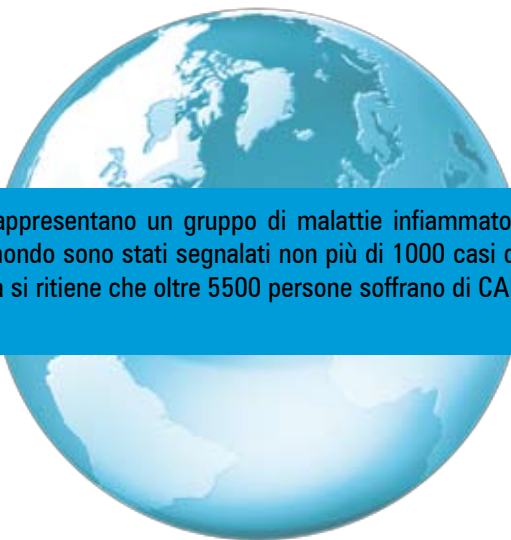 appresentano un gruppo di malattie infiammato
ondo sono stati segnalati non più di 1000 casi
si ritiene che oltre 5500 persone soffrano di CA